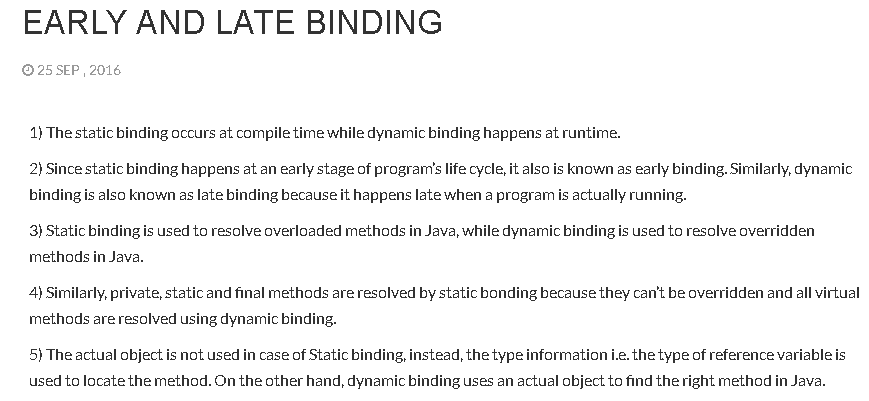 EARLY AND LATE BINDING
25 SEP , 2016
1) The static binding occurs at compile time while dynamic binding happens at runtime.
2) Since static binding happens at an early stage of program's life cycle, it also is known as early binding. Similarly, dynamic
binding is also known as late binding because it happens late when a program is actually running.
3) Static binding is used to resolve overloaded methods in Java, while dynamic binding is used to resolve overridden
methods in Java.
4) Similarly, private, static and final methods are resolved by static bonding because they can't be overridden and all virtual
methods are resolved using dynamic binding.
5) The actual object is not used in case of Static binding, instead, the type information i.e. the type of reference variable is
used to locate the method. On the other hand, dynamic binding uses an actual object to find the right method in Java.